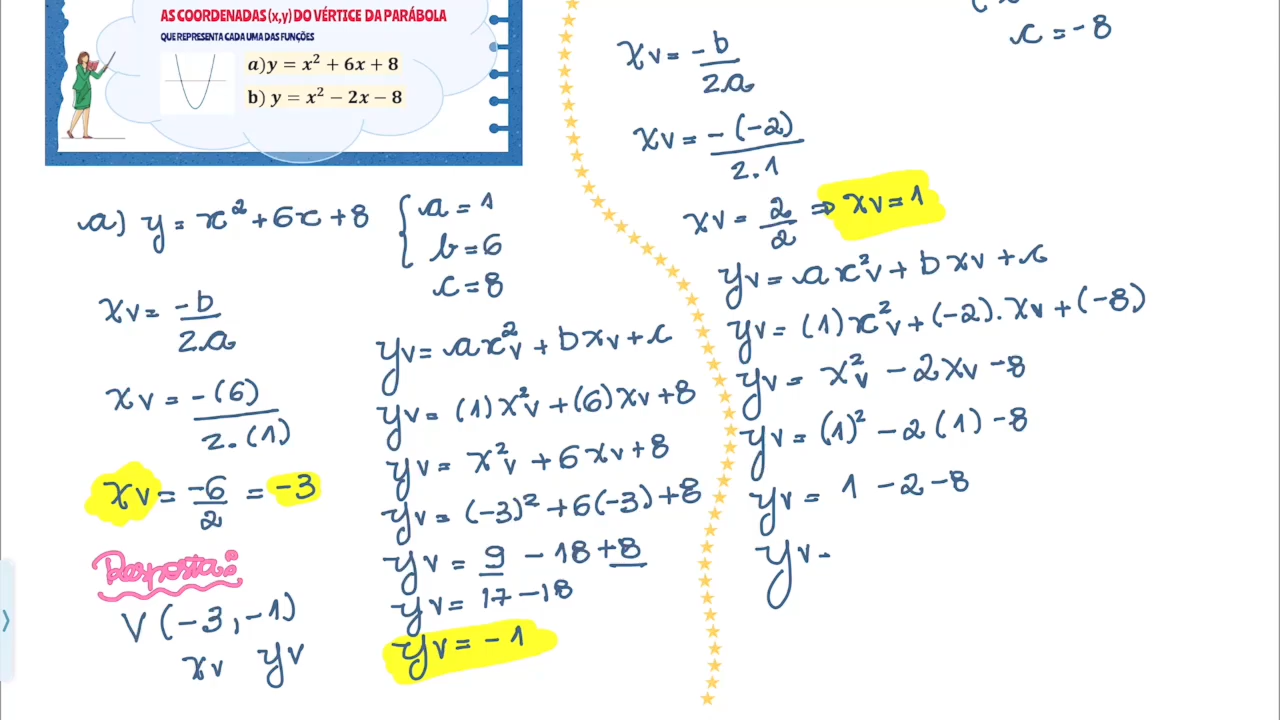 AS COORDENADAS (x,y) DO VÉRTICE DA PARÁBOLA
QUE REPRESENTA CADA UMA DAS FUNÇÕES
a) y = x² + 6x + 8
b) y = x² − 2x − 8
a) y = x² + 6x + 8
{ a = 1
b = 6
c = 8
xv = -b/2.a
xv = -(6)/2.(1)
xv = -6/2 = -3
Resposta:
V (-3, -1)
xv yv
yv = ax²v + bxv + c
yv = (1)x²v + (6)xv + 8
yv = x²v + 6xv + 8
yv = (-3)² + 6(-3) + 8
yv = 9 - 18 + 8
yv = 17 - 18
yv = -1
c = -8
xv = -b/2.a
xv = -(-2)/2.1
xv = 2/2 ⇒ xv = 1
yv = ax²v + bxv + c
yv = (1)x²v + (-2).xv + (-8)
yv = x²v - 2xv - 8
yv = (1)² - 2(1) - 8
yv = 1 - 2 - 8
yv -